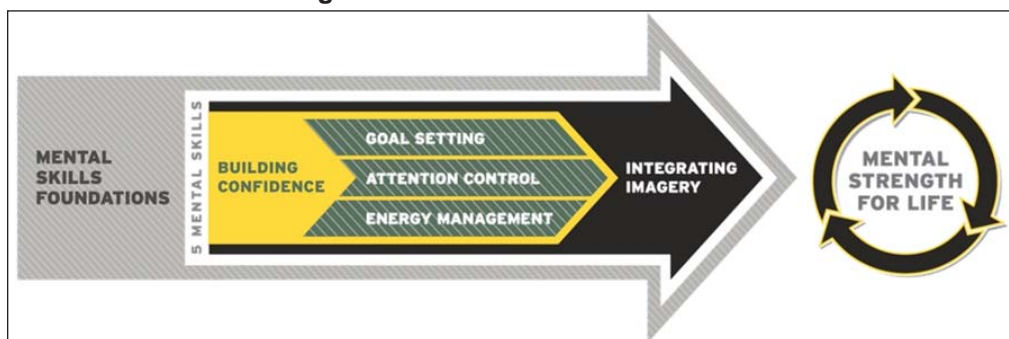 MENTAL
SKILLS
FOUNDATIONS
5 MENTAL SKILLS
BUILDING
CONFIDENCE
GOAL SETTING
ATTENTION CONTROL
ENERGY MANAGEMENT
INTEGRATING
IMAGERY
MENTAL
STRENGTH
FOR LIFE